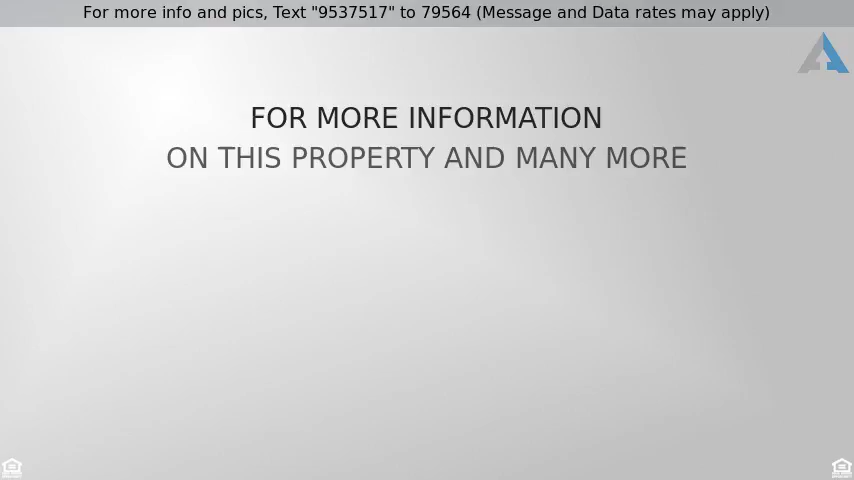 For more info and pics, Text "9537517" to 79564 (Message and Data rates may apply)
FOR MORE INFORMATION
ON THIS PROPERTY AND MANY MORE